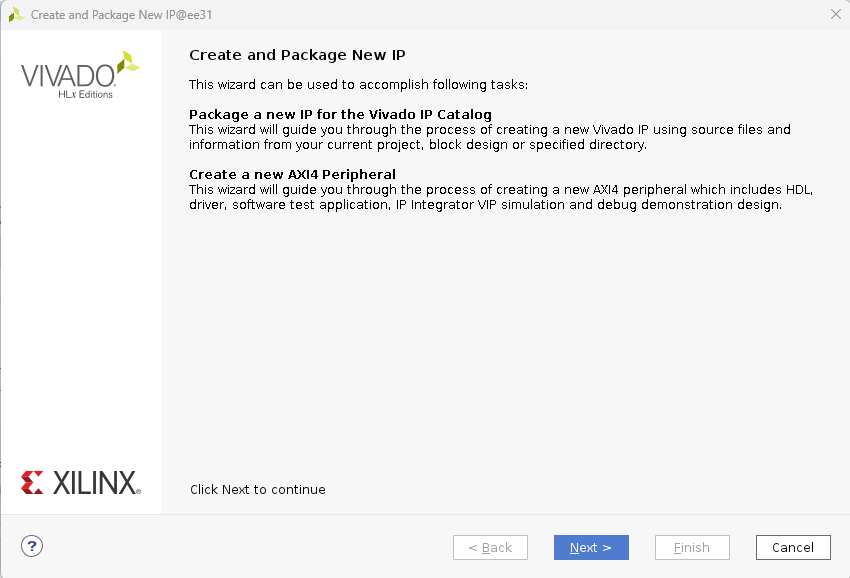 Create and Package New IP@ee31
VIVADO
HLx Editions
Create and Package New IP
This wizard can be used to accomplish following tasks:
Package a new IP for the Vivado IP Catalog
This wizard will guide you through the process of creating a new Vivado IP using source files and
information from your current project, block design or specified directory.
Create a new AXI4 Peripheral
This wizard will guide you through the process of creating a new AXI4 peripheral which includes HDL,
driver, software test application, IP Integrator VIP simulation and debug demonstration design.
XILINX
Click Next to continue
?
< Back
Next >
Finish
Cancel